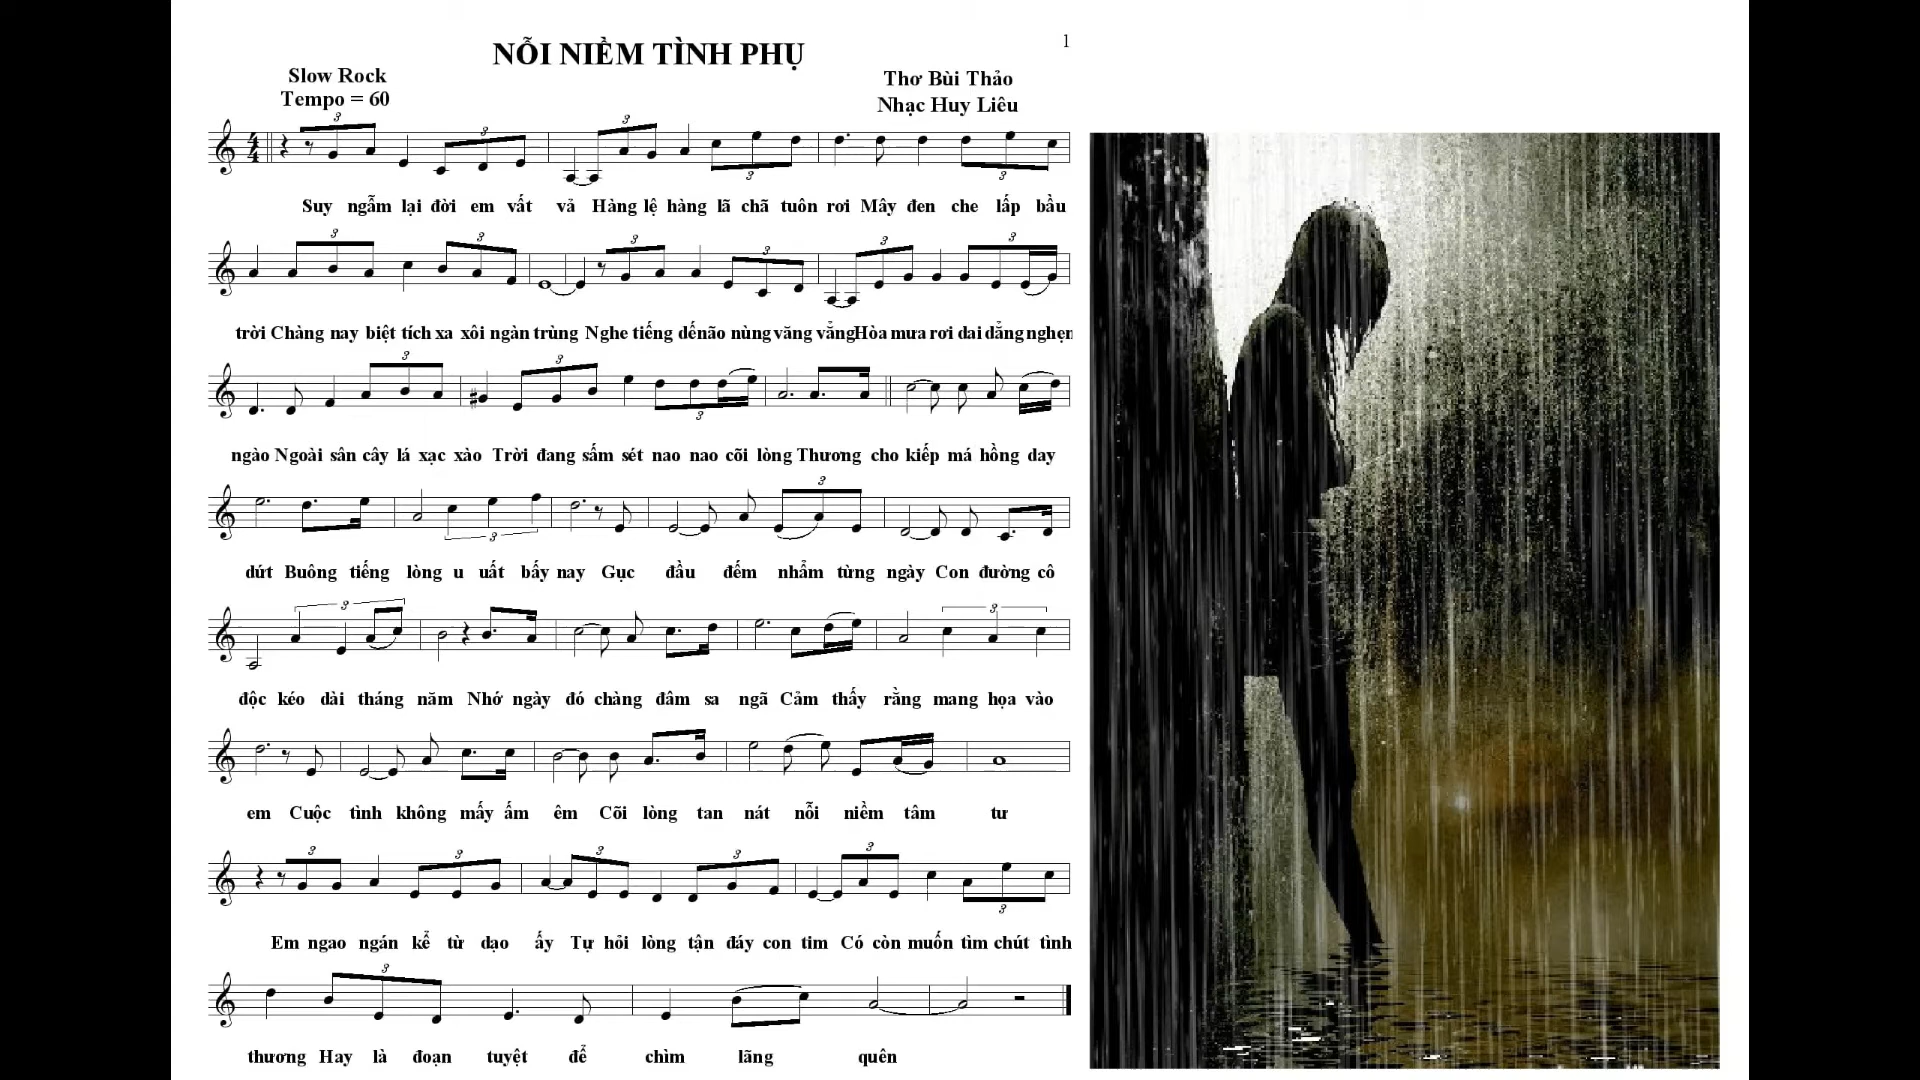 1
NỖI NIỀM TÌNH PHỤ
Slow Rock
Tempo = 60
Thơ Bùi Thảo
Nhạc Huy Liêu
Suy ngẫm lại đời em vất vả Hàng lệ hàng lã chã tuôn rơi Mây đen che lấp bầu
trời Chàng nay biệt tích xa xôi ngàn trùng Nghe tiếng dế não nùng văng vẳng Hòa mưa rơi dai dẳng nghẹn
ngào Ngoài sân cây lá xạc xào Trời đang sấm sét nao nao cõi lòng Thương cho kiếp má hồng day
dứt Buông tiếng lòng u uất bấy nay Gục đầu đếm nhẩm từng ngày Con đường cô
độc kéo dài tháng năm Nhớ ngày đó chàng đâm sa ngã Cảm thấy rằng mang họa vào
em Cuộc tình không mấy ấm êm Cõi lòng tan nát nỗi niềm tâm tư
Em ngao ngán kể từ dạo ấy Tự hỏi lòng tận đáy con tim Có còn muốn tìm chút tình
thương Hay là đoạn tuyệt để chìm lãng quên